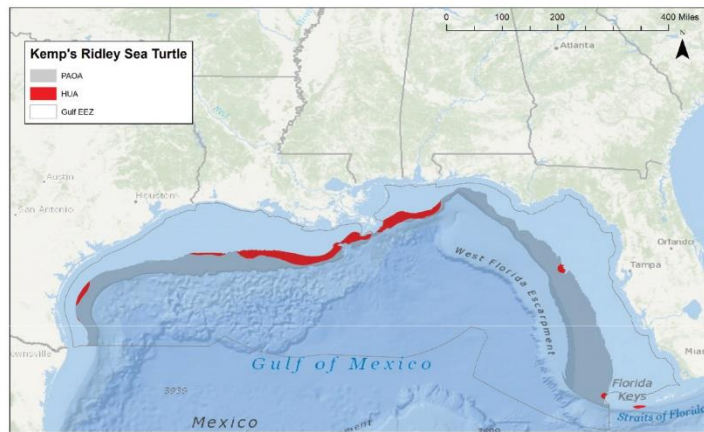 0 100 200 400 Miles
N
Kemp's Ridley Sea Turtle
PAOA
HUA
Gulf EEZ
Atlanta
Austin
Houston
San Antonio
Orlando
Tampa
West Florida Escarpment
Gulf of Mexico
Florida
Keys
Straits of Florida
3939
Mexico